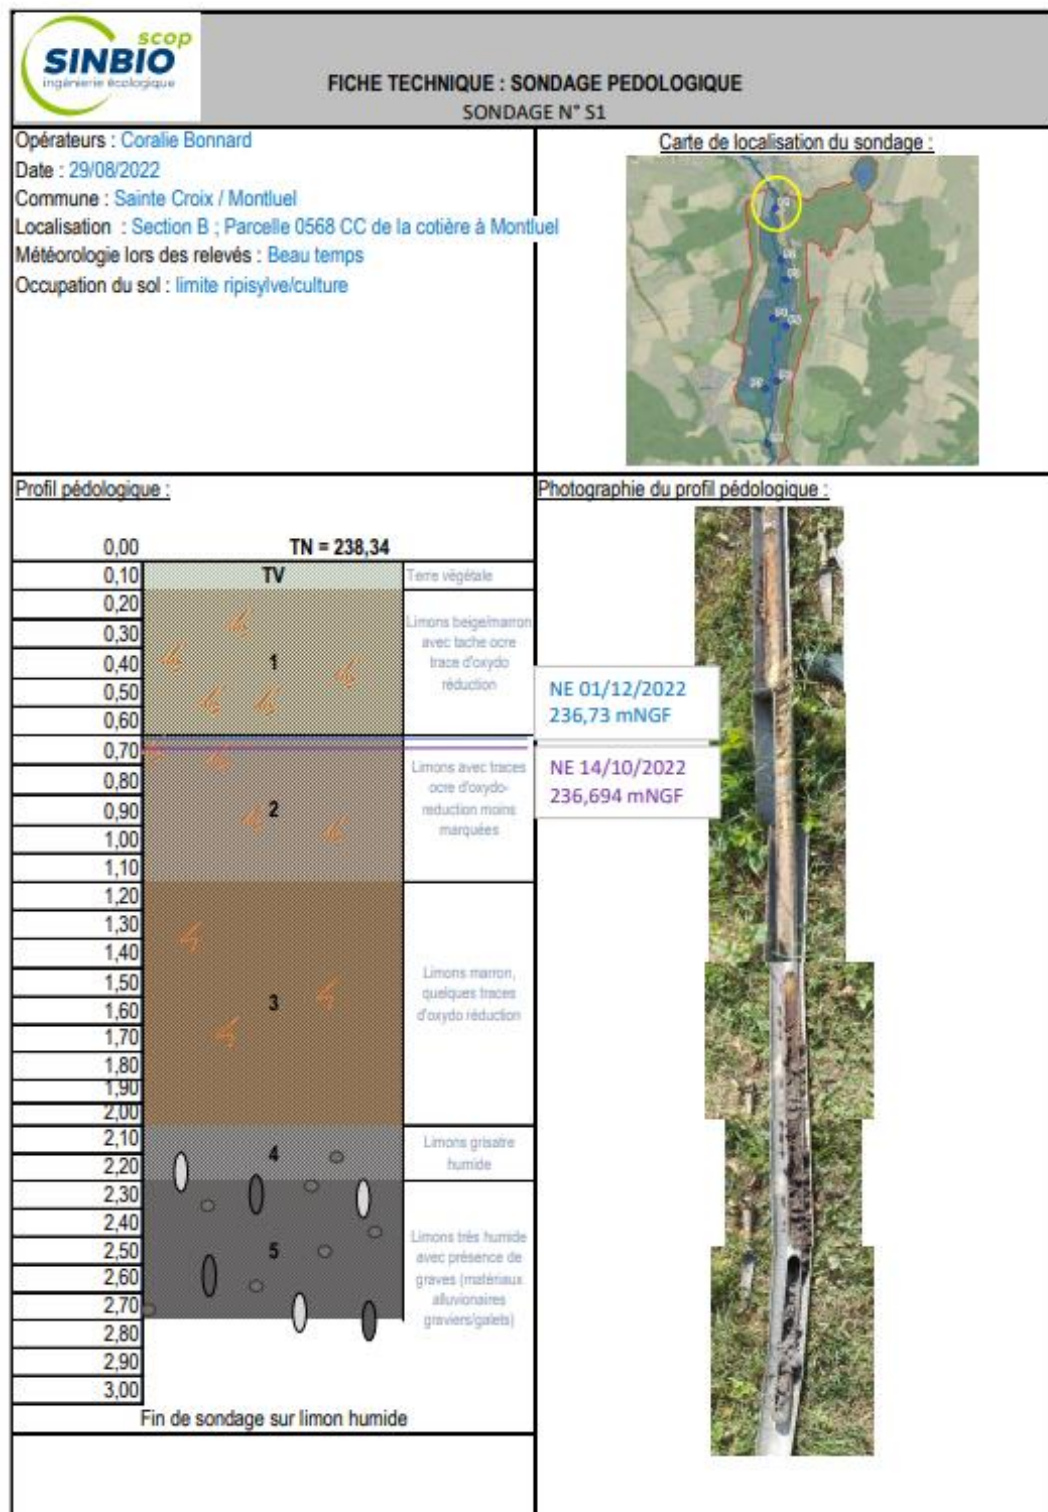 scop
SINBIO
ingénierie écologique
FICHE TECHNIQUE : SONDAGE PEDOLOGIQUE
SONDAGE N° S1
Opérateurs : Coralie Bonnard
Date : 29/08/2022
Commune : Sainte Croix / Montluel
Localisation : Section B ; Parcelle 0568 CC de la cotière à Montluel
Météorologie lors des relevés : Beau temps
Occupation du sol : limite ripisylve/culture
Carte de localisation du sondage :
Profil pédologique :
0,00
TN = 238,34
0,10
TV
Terre végétale
0,20
0,30
0,40
0,50
0,60
1
Limons beige/marron
avec tache ocre
trace d'oxydo
réduction
0,70
0,80
0,90
1,00
1,10
2
Limons avec traces
ocre d'oxydo-
reduction moins
marquées
1,20
1,30
1,40
1,50
1,60
1,70
1,80
1,90
2,00
3
Limons marron,
quelques traces
d'oxydo réduction
2,10
2,20
4
Limons grisatre
humide
2,30
2,40
2,50
2,60
2,70
2,80
2,90
3,00
5
Limons très humide
avec présence de
graves (matériaux
alluvionaires
graviers/galets)
Fin de sondage sur limon humide
Photographie du profil pédologique :
NE 01/12/2022
236,73 mNGF
NE 14/10/2022
236,694 mNGF